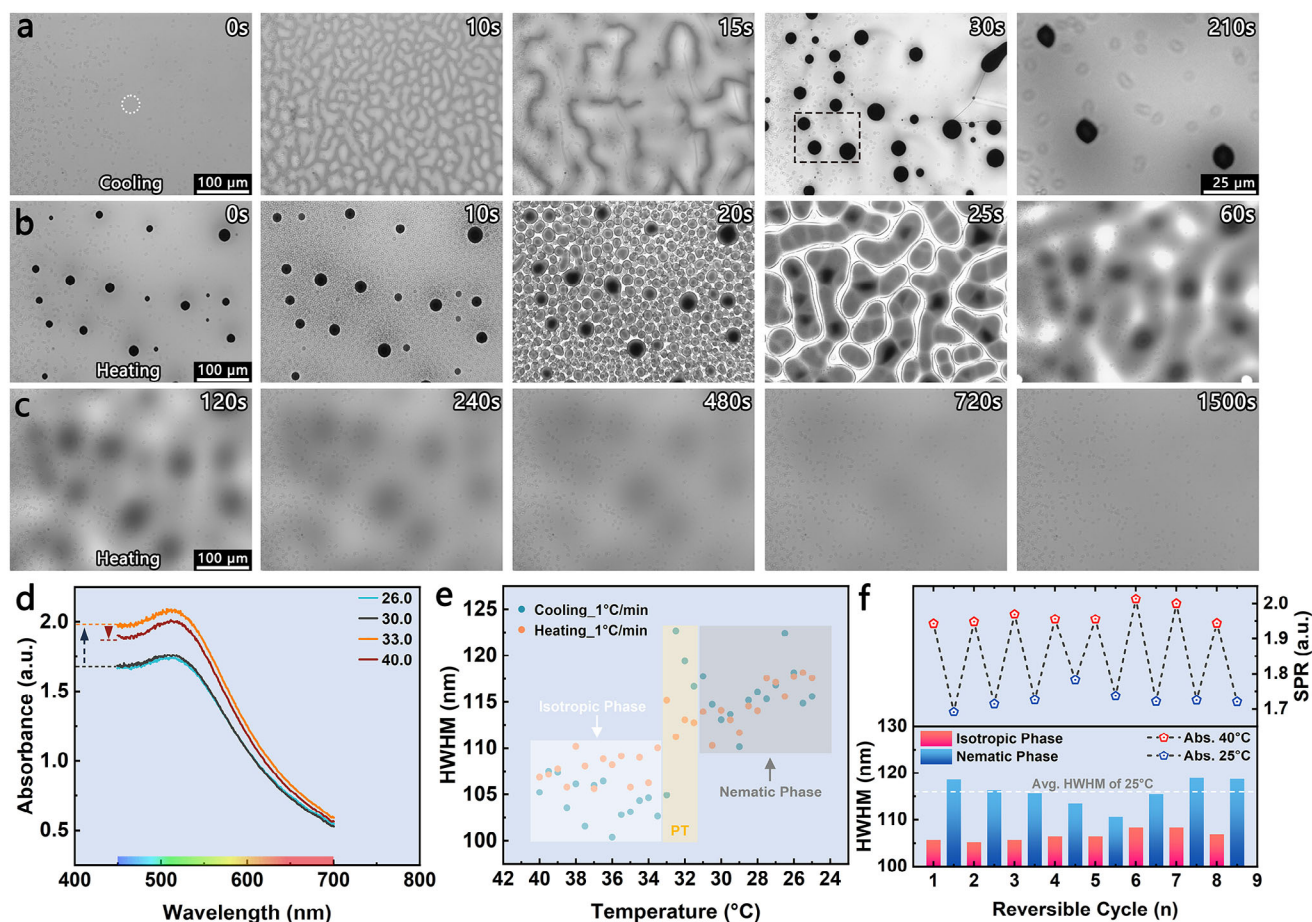 a
0s
10s
15s
30s
210s
Cooling
100 μm
25 μm
b
0s
10s
20s
25s
60s
Heating
100 μm
c
120s
240s
480s
720s
1500s
Heating
100 μm
d
26.0
30.0
33.0
40.0
2.0
1.5
1.0
0.5
Absorbance (a.u.)
400
500
600
700
800
Wavelength (nm)
e
Cooling_1°C/min
Heating_1°C/min
125
120
115
110
105
100
HWHM (nm)
Isotropic Phase
Nematic Phase
PT
42
40
38
36
34
32
30
28
26
24
Temperature (°C)
f
2.0
1.9
1.8
1.7
SPR (a.u.)
130
120
110
100
HWHM (nm)
Isotropic Phase
Nematic Phase
Abs. 40°C
Abs. 25°C
Avg. HWHM of 25°C
1
2
3
4
5
6
7
8
9
Reversible Cycle (n)